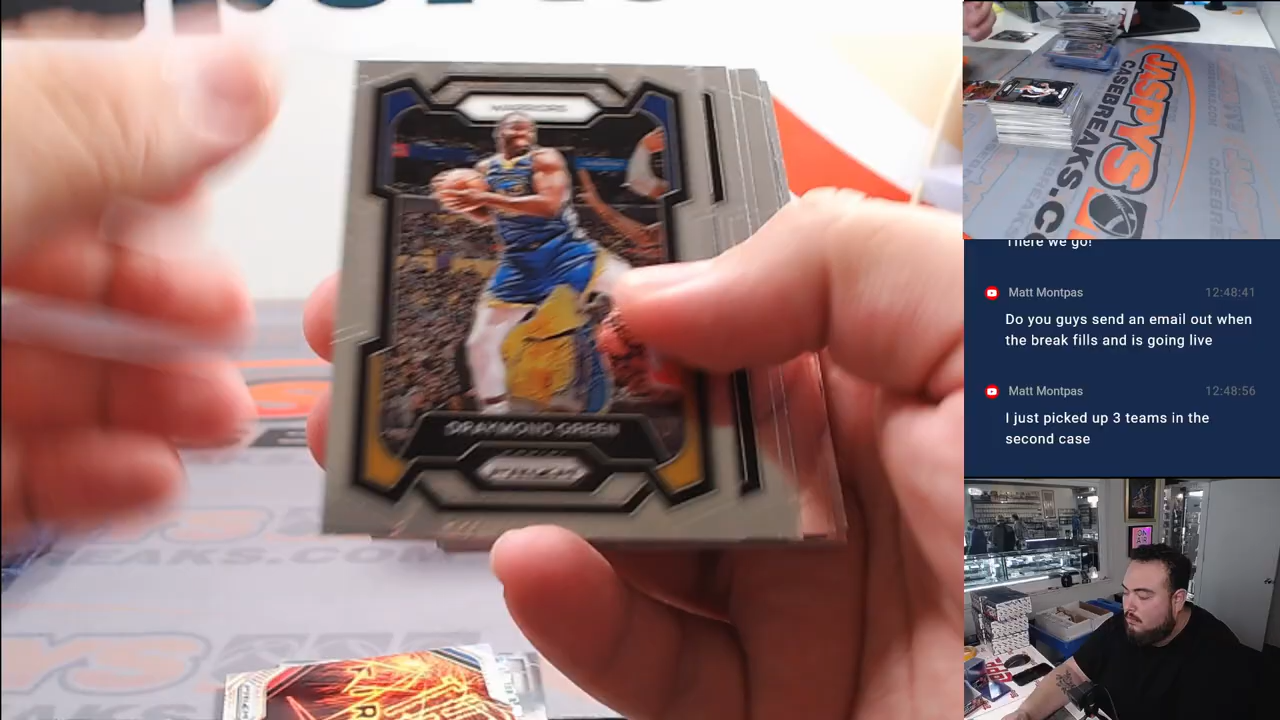 WARRIORS
DRAYMOND GREEN
PRIZM
JASPYS
CASEBREAKS.CO
There we go!
Matt Montpas 12:48:41
Do you guys send an email out when
the break fills and is going live
Matt Montpas 12:48:56
I just picked up 3 teams in the
second case